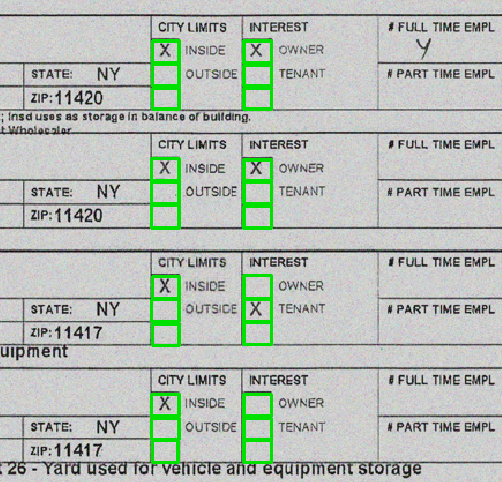 CITY LIMITS INTEREST # FULL TIME EMPL
X INSIDE X OWNER Y
STATE: NY OUTSIDE TENANT # PART TIME EMPL
ZIP: 11420
; Insd uses as storage in balance of building.
t Wholesaler
CITY LIMITS INTEREST # FULL TIME EMPL
X INSIDE X OWNER
STATE: NY OUTSIDE TENANT # PART TIME EMPL
ZIP: 11420
CITY LIMITS INTEREST # FULL TIME EMPL
X INSIDE OWNER
STATE: NY OUTSIDE X TENANT # PART TIME EMPL
ZIP: 11417
uipment
CITY LIMITS INTEREST # FULL TIME EMPL
X INSIDE OWNER
STATE: NY OUTSIDE TENANT # PART TIME EMPL
ZIP: 11417
t 26 - Yard used for vehicle and equipment storage